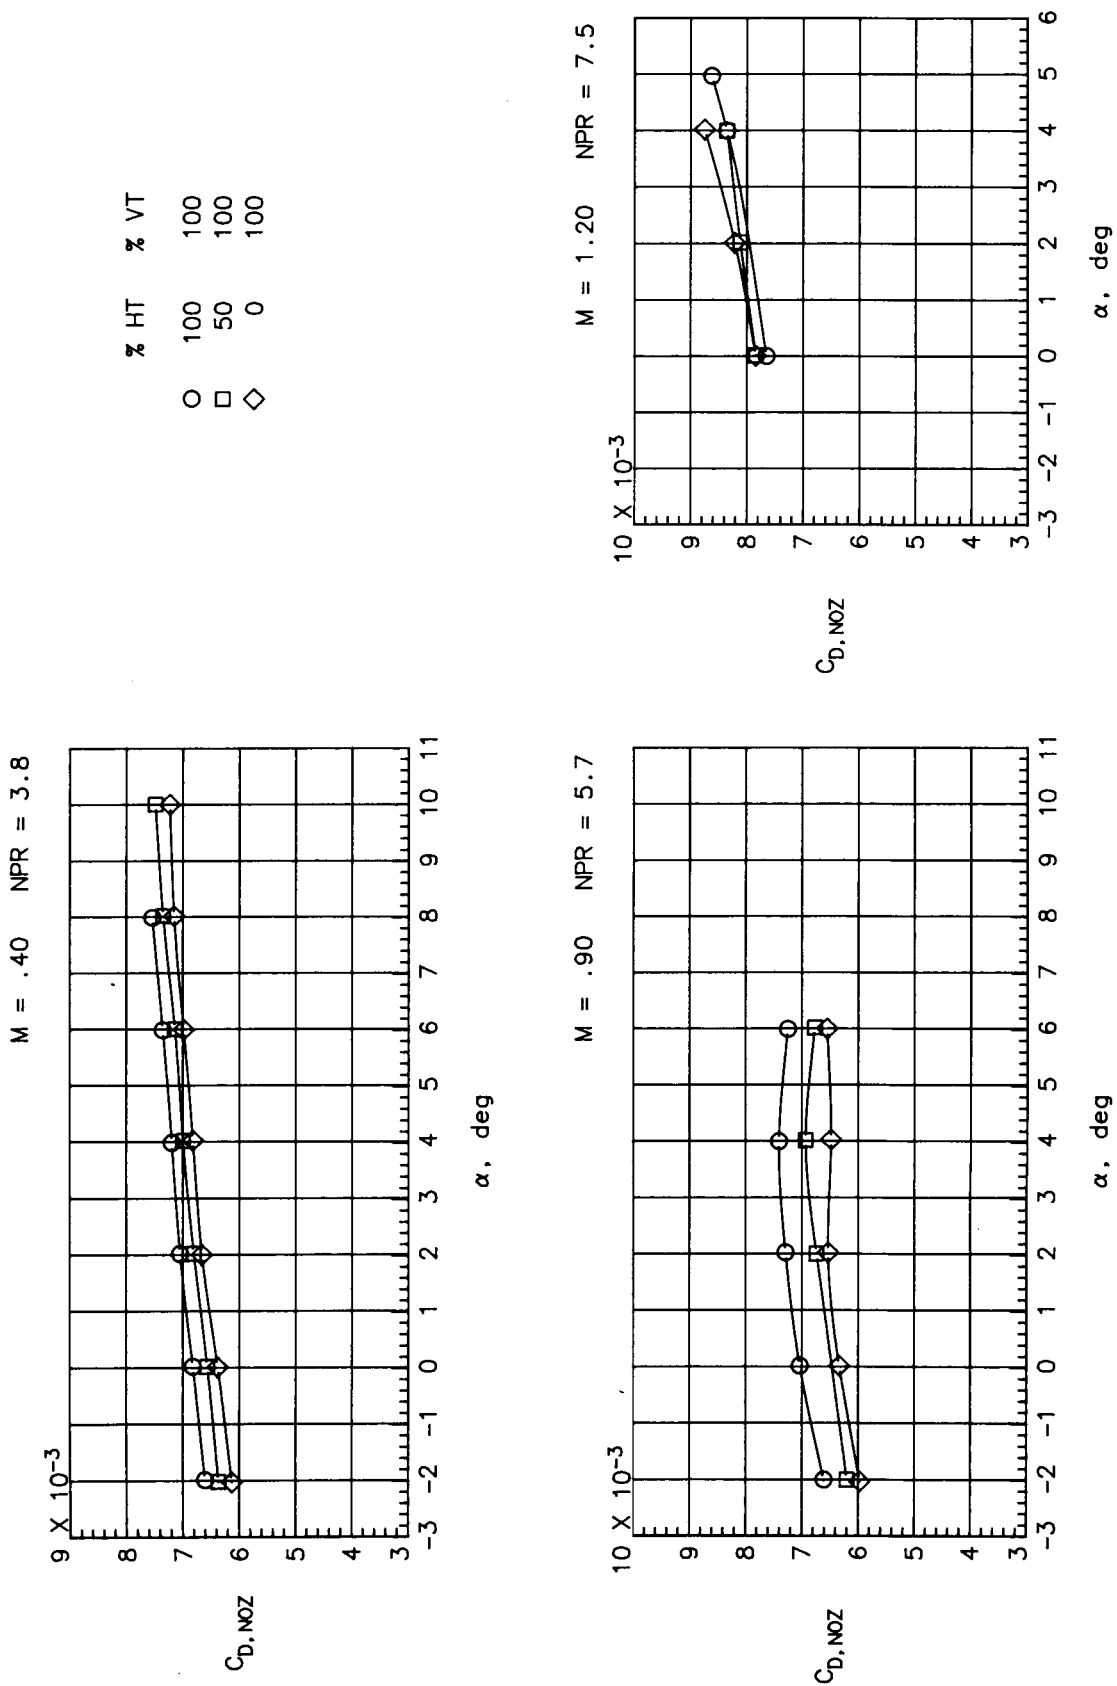 M = .40 NPR = 3.8
9 X 10-3
8
7
6
5
4
3
CD,NOZ
-3 -2 -1 0 1 2 3 4 5 6 7 8 9 10 11
α, deg
% HT % VT
100 100
50 100
0 100
M = .90 NPR = 5.7
10 X 10-3
9
8
7
6
5
4
3
CD,NOZ
-3 -2 -1 0 1 2 3 4 5 6 7 8 9 10 11
α, deg
M = 1.20 NPR = 7.5
10 X 10-3
9
8
7
6
5
4
3
CD,NOZ
-3 -2 -1 0 1 2 3 4 5 6
α, deg